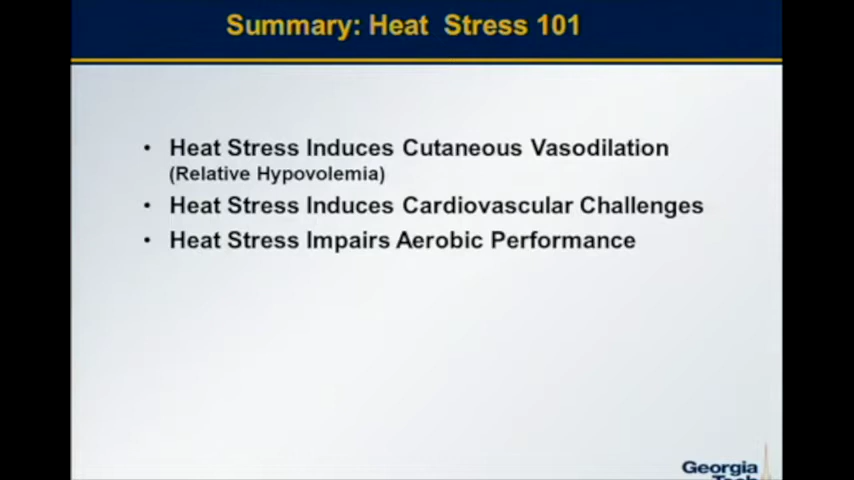 Summary: Heat Stress 101
• Heat Stress Induces Cutaneous Vasodilation
(Relative Hypovolemia)
• Heat Stress Induces Cardiovascular Challenges
• Heat Stress Impairs Aerobic Performance
Georgia
Tech